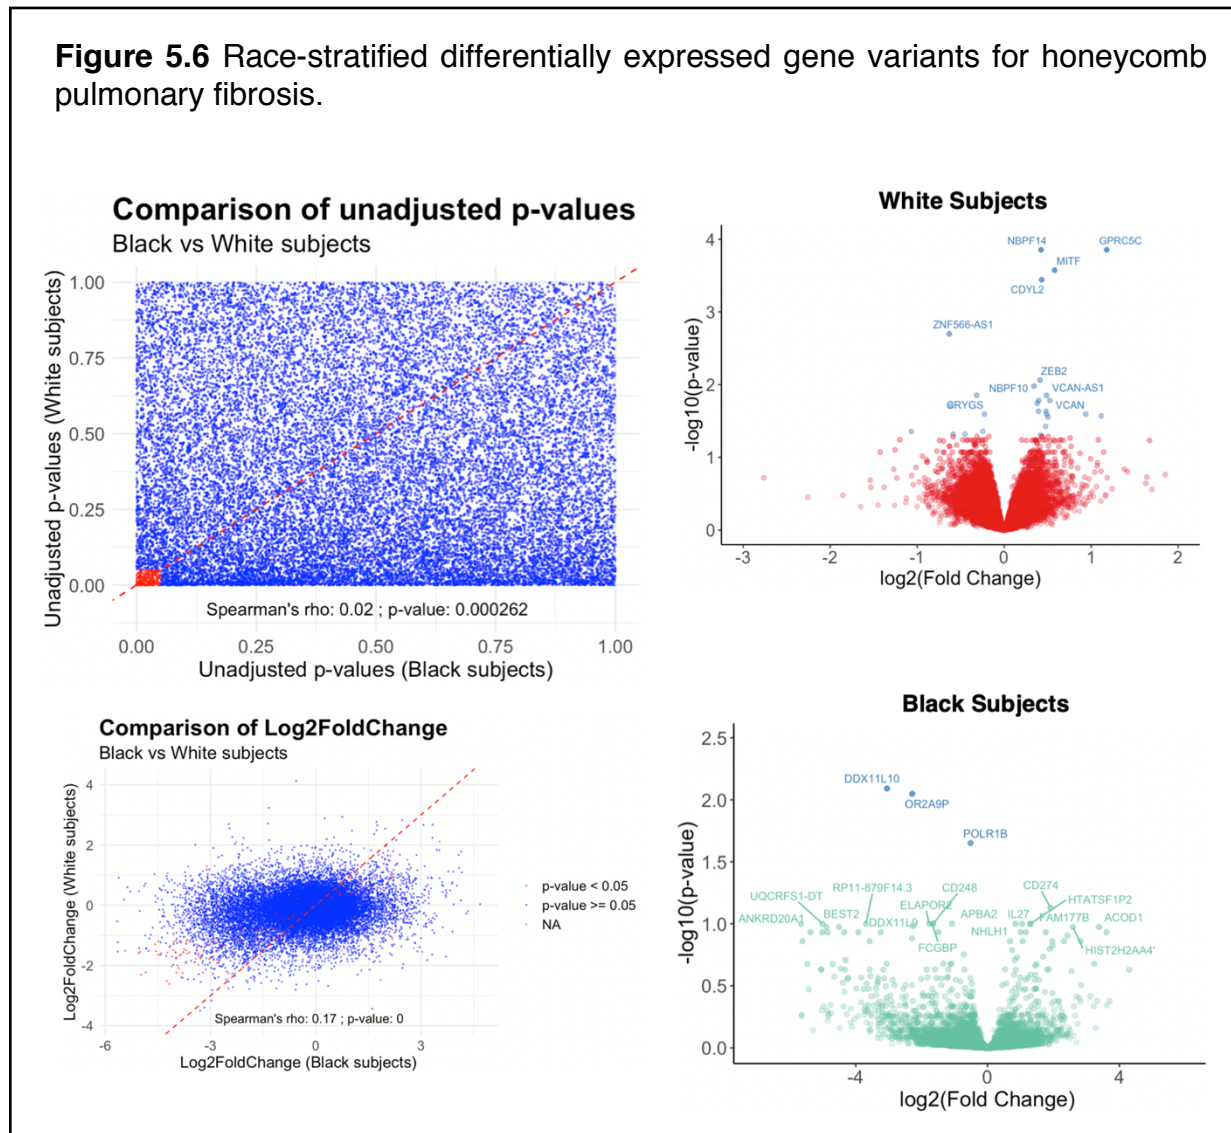 Figure 5.6 Race-stratified differentially expressed gene variants for honeycomb
pulmonary fibrosis.
Comparison of unadjusted p-values
Black vs White subjects
Unadjusted p-values (White subjects)
1.00
0.75
0.50
0.25
0.00
Spearman's rho: 0.02 ; p-value: 0.000262
0.00 0.25 0.50 0.75 1.00
Unadjusted p-values (Black subjects)
White Subjects
-log10(p-value)
4
3
2
1
0
NBPF14
GPRC5C
MITF
CDYL2
ZNF566-AS1
ZEB2
NBPF10
VCAN-AS1
CRYGS
VCAN
-3 -2 -1 0 1 2
log2(Fold Change)
Comparison of Log2FoldChange
Black vs White subjects
Log2FoldChange (White subjects)
4
2
0
-2
-4
Spearman's rho: 0.17 ; p-value: 0
-6 -3 0 3
Log2FoldChange (Black subjects)
p-value < 0.05
p-value >= 0.05
NA
Black Subjects
-log10(p-value)
2.5
2.0
1.5
1.0
0.5
0.0
DDX11L10
OR2A9P
POLR1B
UQCRFS1-DT
RP11-879F14.3
CD248
CD274
HTATSF1P2
ANKRD20A1
BEST2
DDX11L9
ELAPOR2
APBA2
IL27
FAM177B
ACOD1
FCGBP
NHLH1
HIST2H2AA4'
-4 0 4
log2(Fold Change)